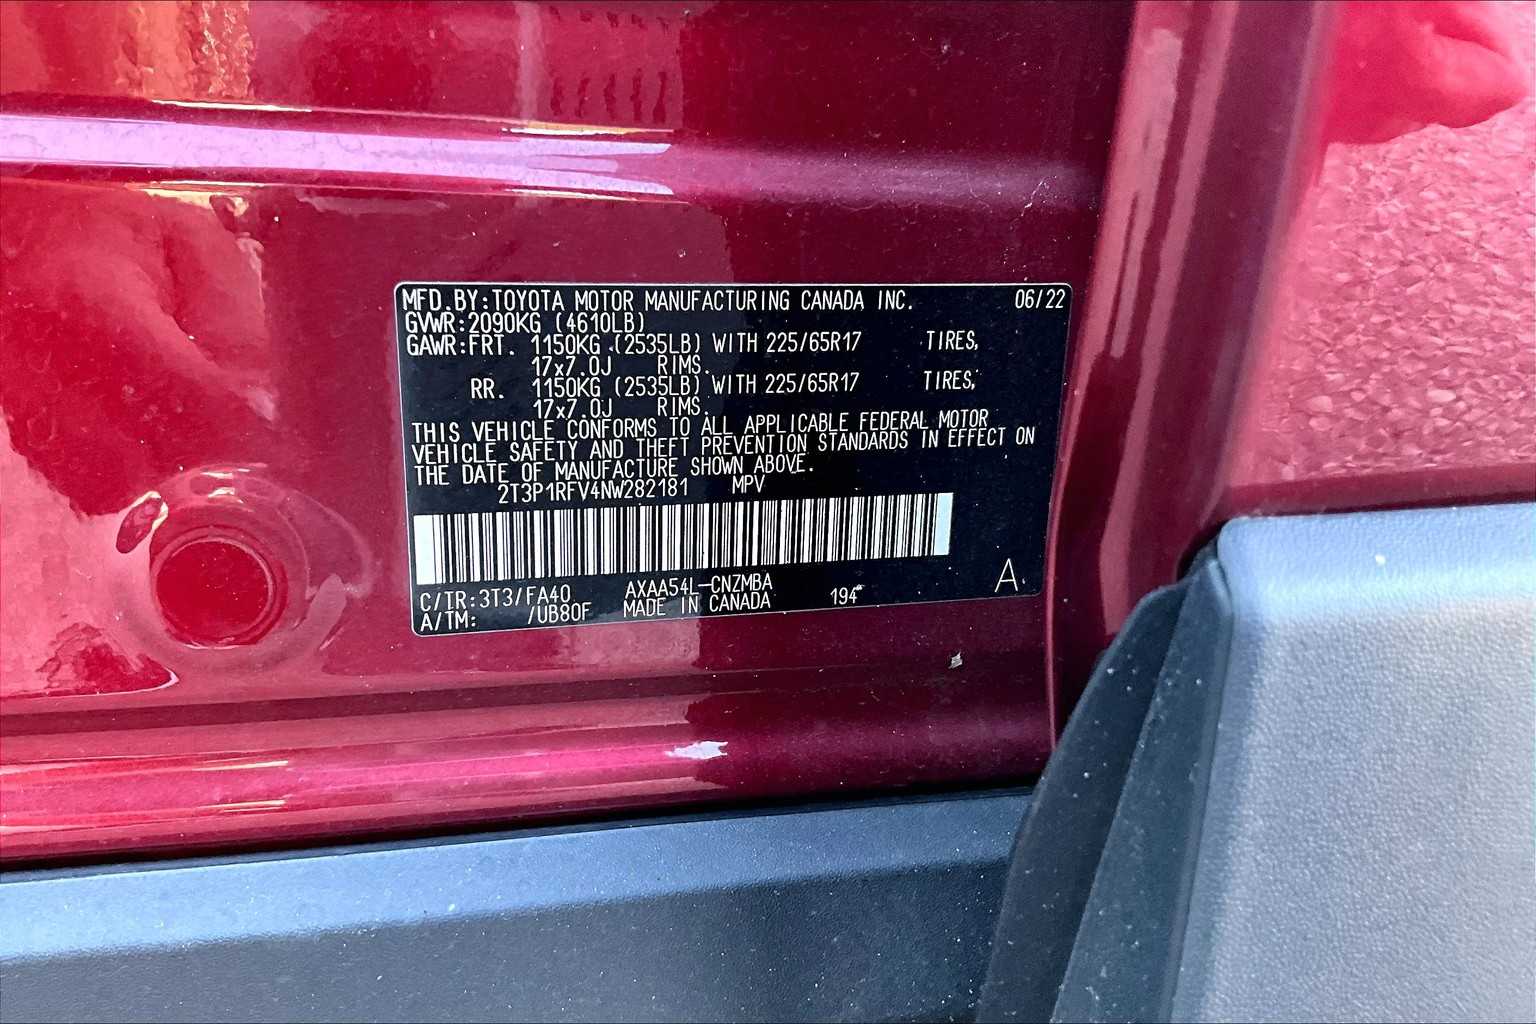 MFD.BY:TOYOTA MOTOR MANUFACTURING CANADA INC. 06/22
GVWR:2090KG (4610LB)
GAWR:FRT. 1150KG (2535LB) WITH 225/65R17 TIRES,
17x7.0J RIMS.
RR. 1150KG (2535LB) WITH 225/65R17 TIRES,
17x7.0J RIMS.
THIS VEHICLE CONFORMS TO ALL APPLICABLE FEDERAL MOTOR
VEHICLE SAFETY AND THEFT PREVENTION STANDARDS IN EFFECT ON
THE DATE OF MANUFACTURE SHOWN ABOVE.
2T3P1RFV4NW282181 MPV
C/TR:3T3/FA40 AXAA54L-CNZMBA 194* A
A/TM: /UB80F MADE IN CANADA